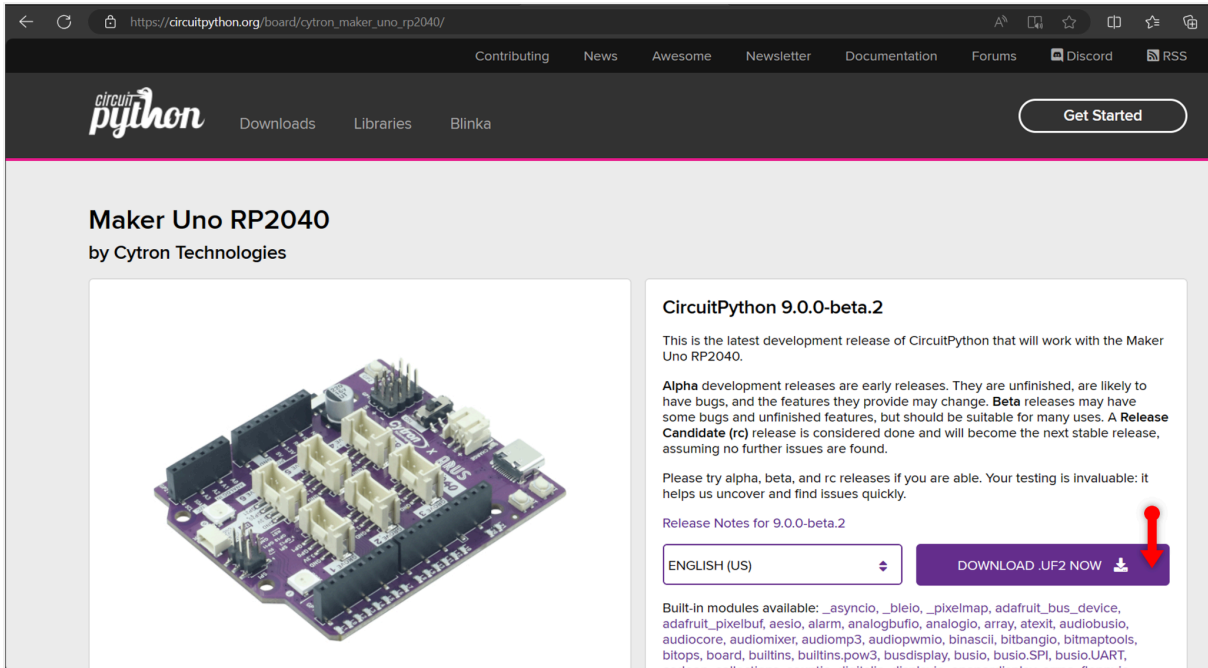 https://circuitpython.org/board/cytron_maker_uno_rp2040/
Contributing News Awesome Newsletter Documentation Forums Discord RSS
circuit python Downloads Libraries Blinka Get Started
Maker Uno RP2040
by Cytron Technologies
CircuitPython 9.0.0-beta.2
This is the latest development release of CircuitPython that will work with the Maker
Uno RP2040.
Alpha development releases are early releases. They are unfinished, are likely to
have bugs, and the features they provide may change. Beta releases may have
some bugs and unfinished features, but should be suitable for many uses. A Release
Candidate (rc) release is considered done and will become the next stable release,
assuming no further issues are found.
Please try alpha, beta, and rc releases if you are able. Your testing is invaluable: it
helps us uncover and find issues quickly.
Release Notes for 9.0.0-beta.2
ENGLISH (US) DOWNLOAD .UF2 NOW
Built-in modules available: _asyncio, _bleio, _pixelmap, adafruit_bus_device,
adafruit_pixelbuf, aesio, alarm, analogbufio, analogio, array, atexit, audiobusio,
audiocore, audiomixer, audiomp3, audiopwmio, binascii, bitbangio, bitmaptools,
bitops, board, builtins, builtins.pow3, busdisplay, busio, busio.SPI, busio.UART,